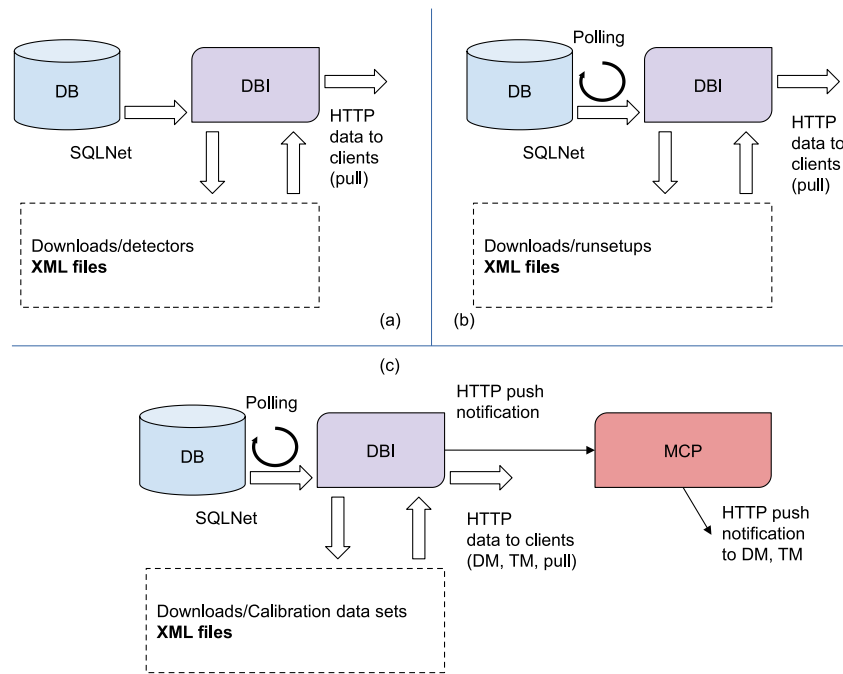 DB
DBI
SQLNet
HTTP
data to
clients
(pull)
Downloads/detectors
XML files
(a)
Polling
DB
DBI
SQLNet
HTTP
data to
clients
(pull)
Downloads/runsetups
XML files
(b)
(c)
Polling
DB
DBI
SQLNet
HTTP push
notification
MCP
HTTP
data to clients
(DM, TM, pull)
HTTP push
notification
to DM, TM
Downloads/Calibration data sets
XML files